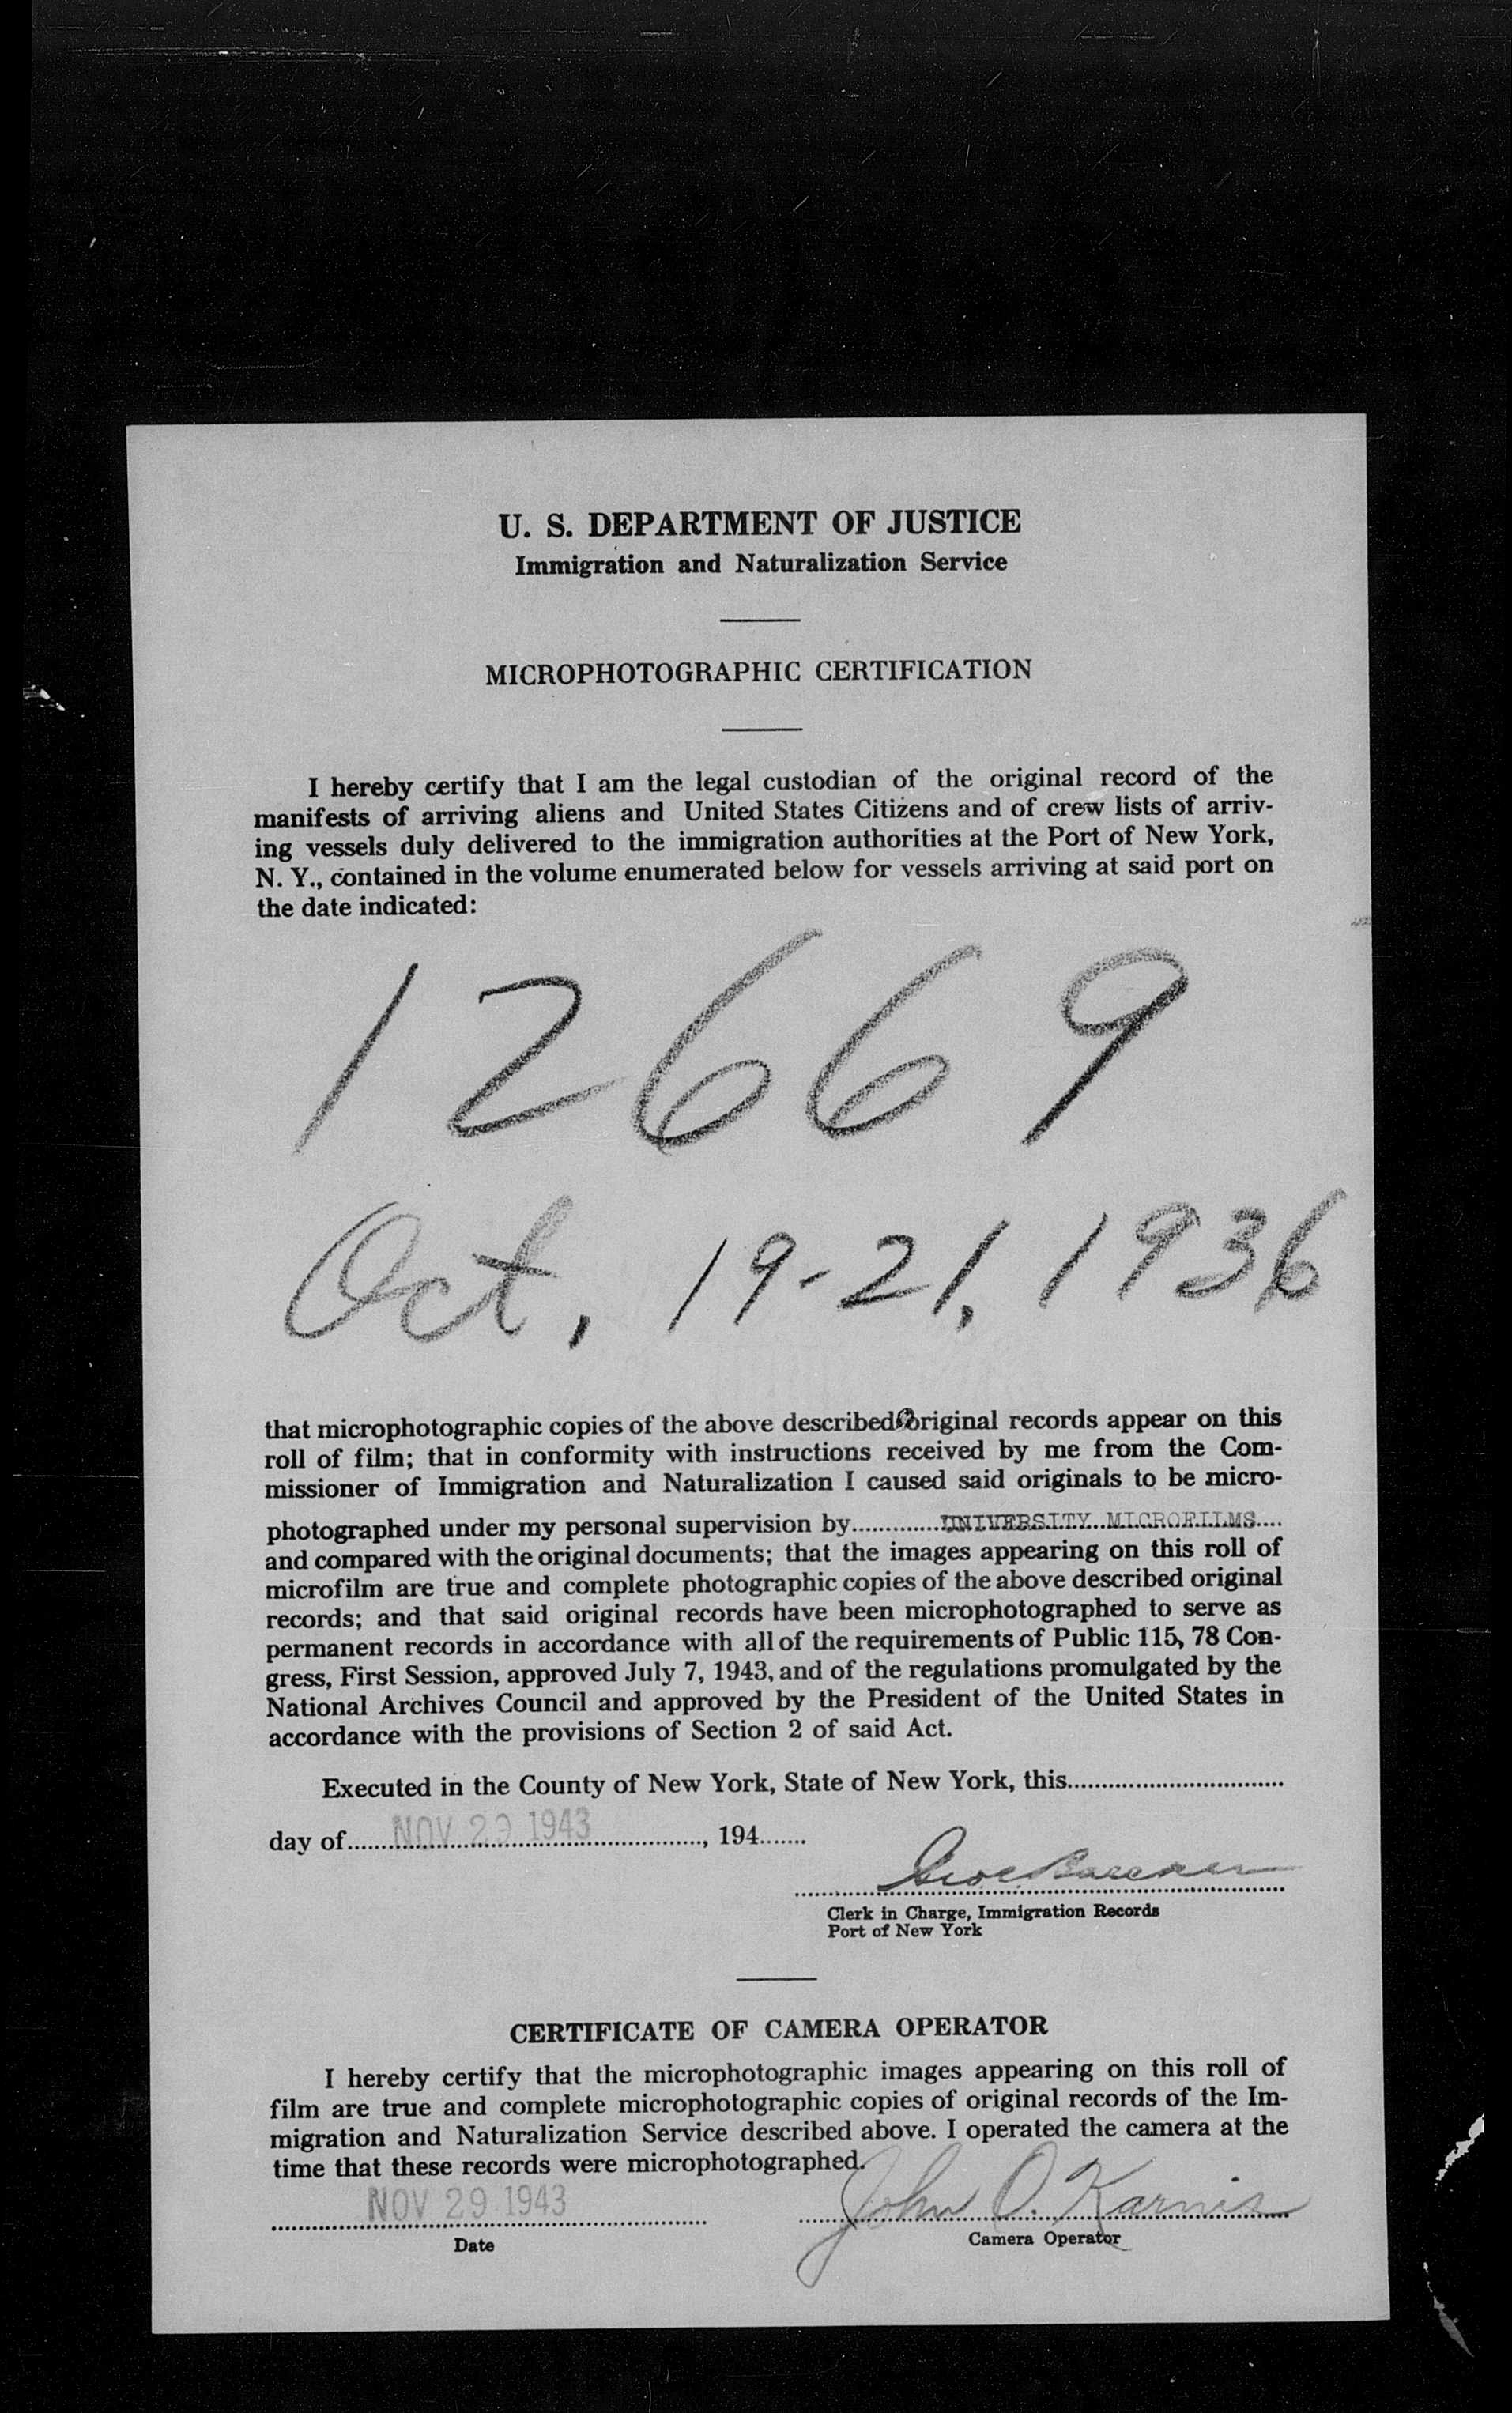 U. S. DEPARTMENT OF JUSTICE
Immigration and Naturalization Service
MICROPHOTOGRAPHIC CERTIFICATION
I hereby certify that I am the legal custodian of the original record of the
manifests of arriving aliens and United States Citizens and of crew lists of arriv-
ing vessels duly delivered to the immigration authorities at the Port of New York,
N. Y., contained in the volume enumerated below for vessels arriving at said port on
the date indicated:
12669
Oct, 19-21, 1936
that microphotographic copies of the above described original records appear on this
roll of film; that in conformity with instructions received by me from the Com-
missioner of Immigration and Naturalization I caused said originals to be micro-
photographed under my personal supervision by UNIVERSITY MICROFILMS
and compared with the original documents; that the images appearing on this roll of
microfilm are true and complete photographic copies of the above described original
records; and that said original records have been microphotographed to serve as
permanent records in accordance with all of the requirements of Public 115, 78 Con-
gress, First Session, approved July 7, 1943, and of the regulations promulgated by the
National Archives Council and approved by the President of the United States in
accordance with the provisions of Section 2 of said Act.
Executed in the County of New York, State of New York, this
day of NOV 29 1943, 194
Clerk in Charge, Immigration Records
Port of New York
CERTIFICATE OF CAMERA OPERATOR
I hereby certify that the microphotographic images appearing on this roll of
film are true and complete microphotographic copies of original records of the Im-
migration and Naturalization Service described above. I operated the camera at the
time that these records were microphotographed.
NOV 29 1943 John O. Karnis
Date Camera Operator